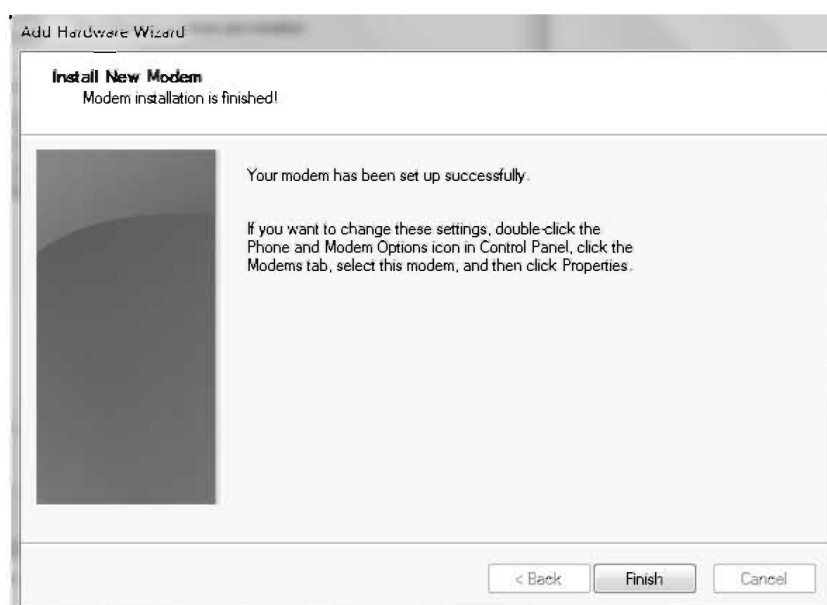 Add Hardware Wizard
Install New Modem
Modem installation is finished!
Your modem has been set up successfully.
If you want to change these settings, double-click the
Phone and Modem Options icon in Control Panel, click the
Modems tab, select this modem, and then click Properties.
< Back
Finish
Cancel